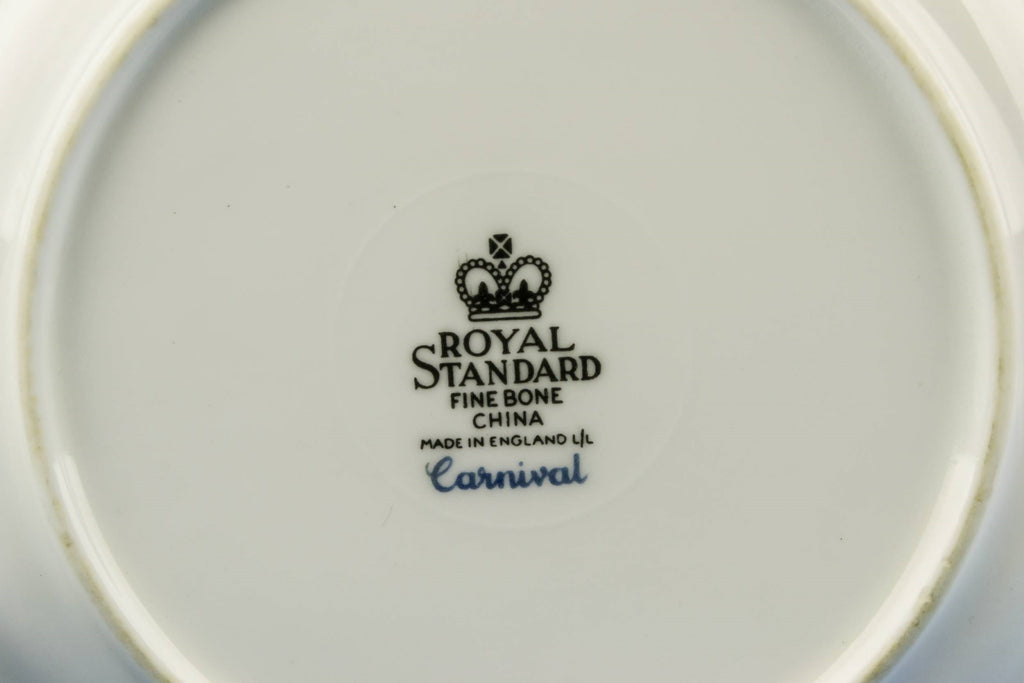 ROYAL
STANDARD
FINE BONE
CHINA
MADE IN ENGLAND L/L
Carnival